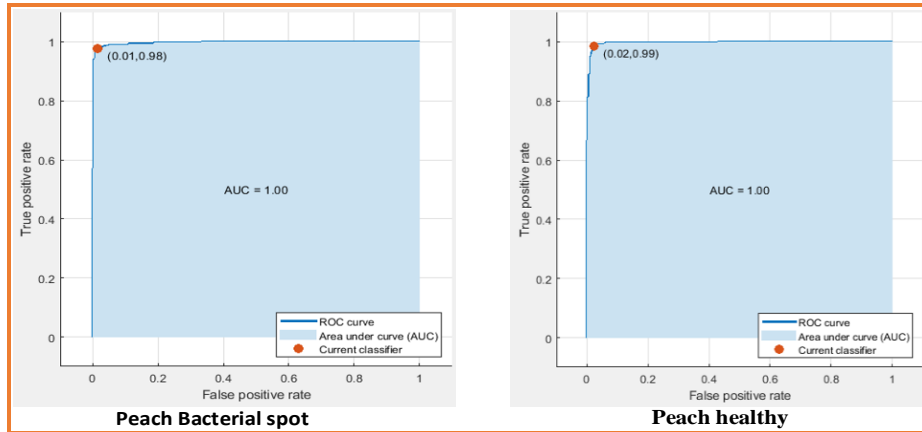 1
0.8
0.6
0.4
0.2
0
True positive rate
(0.01,0.98)
AUC = 1.00
ROC curve
Area under curve (AUC)
Current classifier
0 0.2 0.4 0.6 0.8 1
False positive rate
Peach Bacterial spot
1
0.8
0.6
0.4
0.2
0
True positive rate
(0.02,0.99)
AUC = 1.00
ROC curve
Area under curve (AUC)
Current classifier
0 0.2 0.4 0.6 0.8 1
False positive rate
Peach healthy